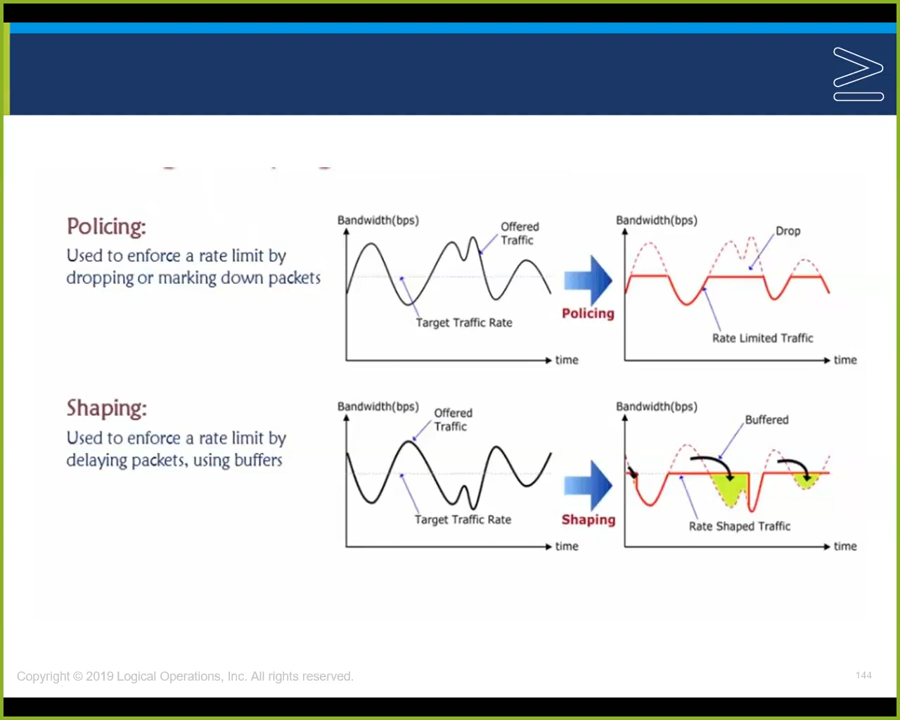 Policing:
Used to enforce a rate limit by
dropping or marking down packets
Bandwidth(bps)
Offered
Traffic
Target Traffic Rate
time
Policing
Bandwidth(bps)
Drop
Rate Limited Traffic
time
Shaping:
Used to enforce a rate limit by
delaying packets, using buffers
Bandwidth(bps)
Offered
Traffic
Target Traffic Rate
time
Shaping
Bandwidth(bps)
Buffered
Rate Shaped Traffic
time
Copyright © 2019 Logical Operations, Inc. All rights reserved.
144